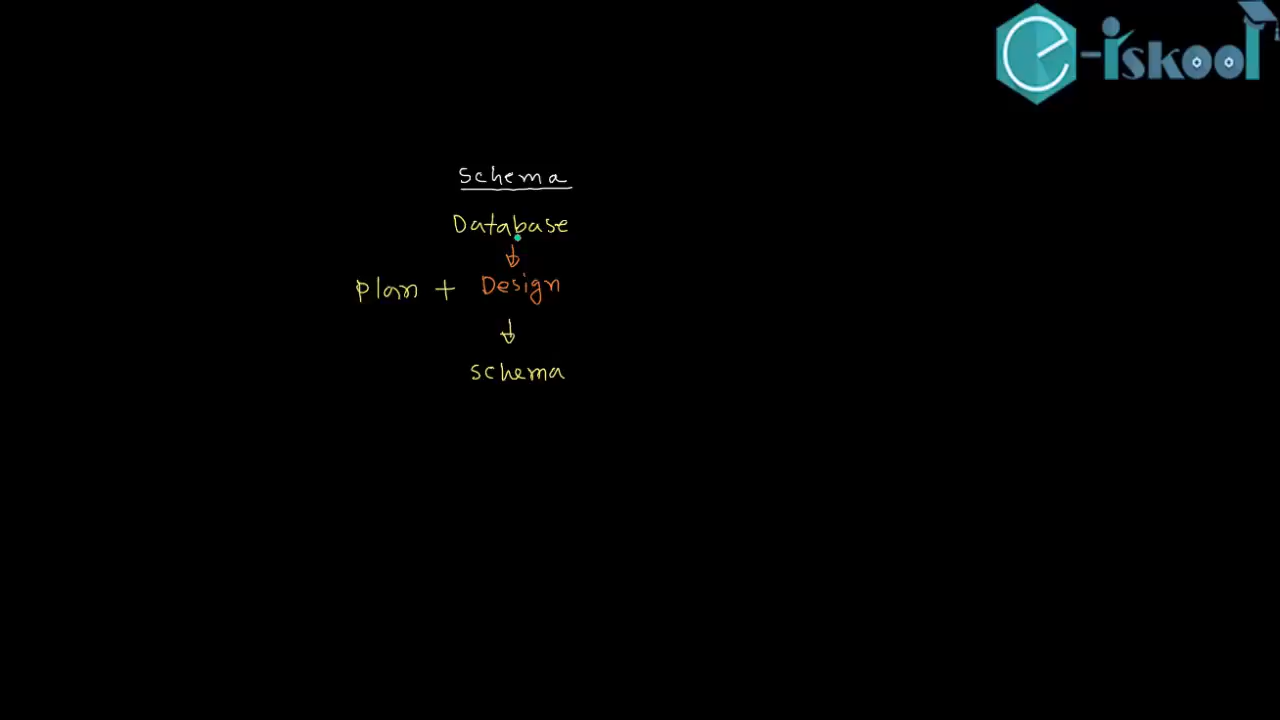 e-iskool
Schema
Database
plan + Design
schema